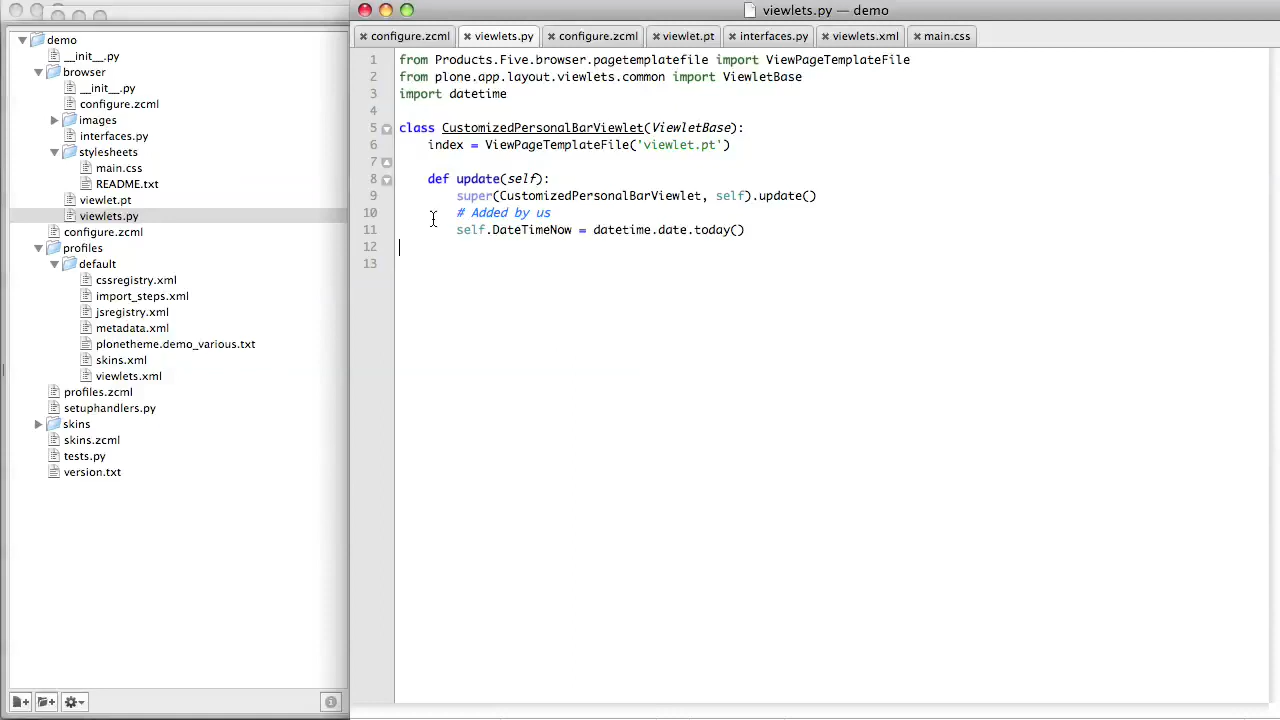 viewlets.py — demo
demo
__init__.py
browser
__init__.py
configure.zcml
images
interfaces.py
stylesheets
main.css
README.txt
viewlet.pt
viewlets.py
configure.zcml
profiles
default
cssregistry.xml
import_steps.xml
jsregistry.xml
metadata.xml
plonetheme.demo_various.txt
skins.xml
viewlets.xml
profiles.zcml
setuphandlers.py
skins
skins.zcml
tests.py
version.txt
configure.zcml viewlets.py configure.zcml viewlet.pt interfaces.py viewlets.xml main.css
1 from Products.Five.browser.pagetemplatefile import ViewPageTemplateFile
2 from plone.app.layout.viewlets.common import ViewletBase
3 import datetime
4
5 class CustomizedPersonalBarViewlet(ViewletBase):
6 index = ViewPageTemplateFile('viewlet.pt')
7
8 def update(self):
9 super(CustomizedPersonalBarViewlet, self).update()
10 # Added by us
11 self.DateTimeNow = datetime.date.today()
12
13